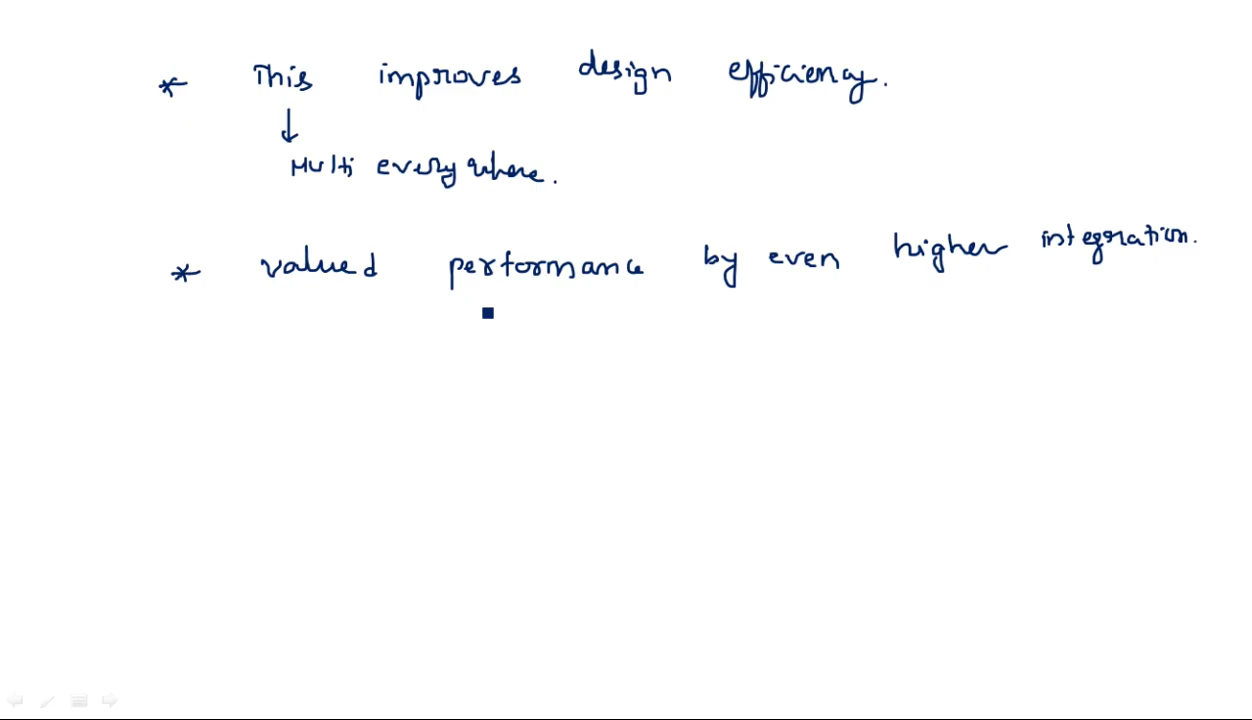 * This improves design efficiency.
↓
Multi everywhere.
* valued performance by even higher integration.